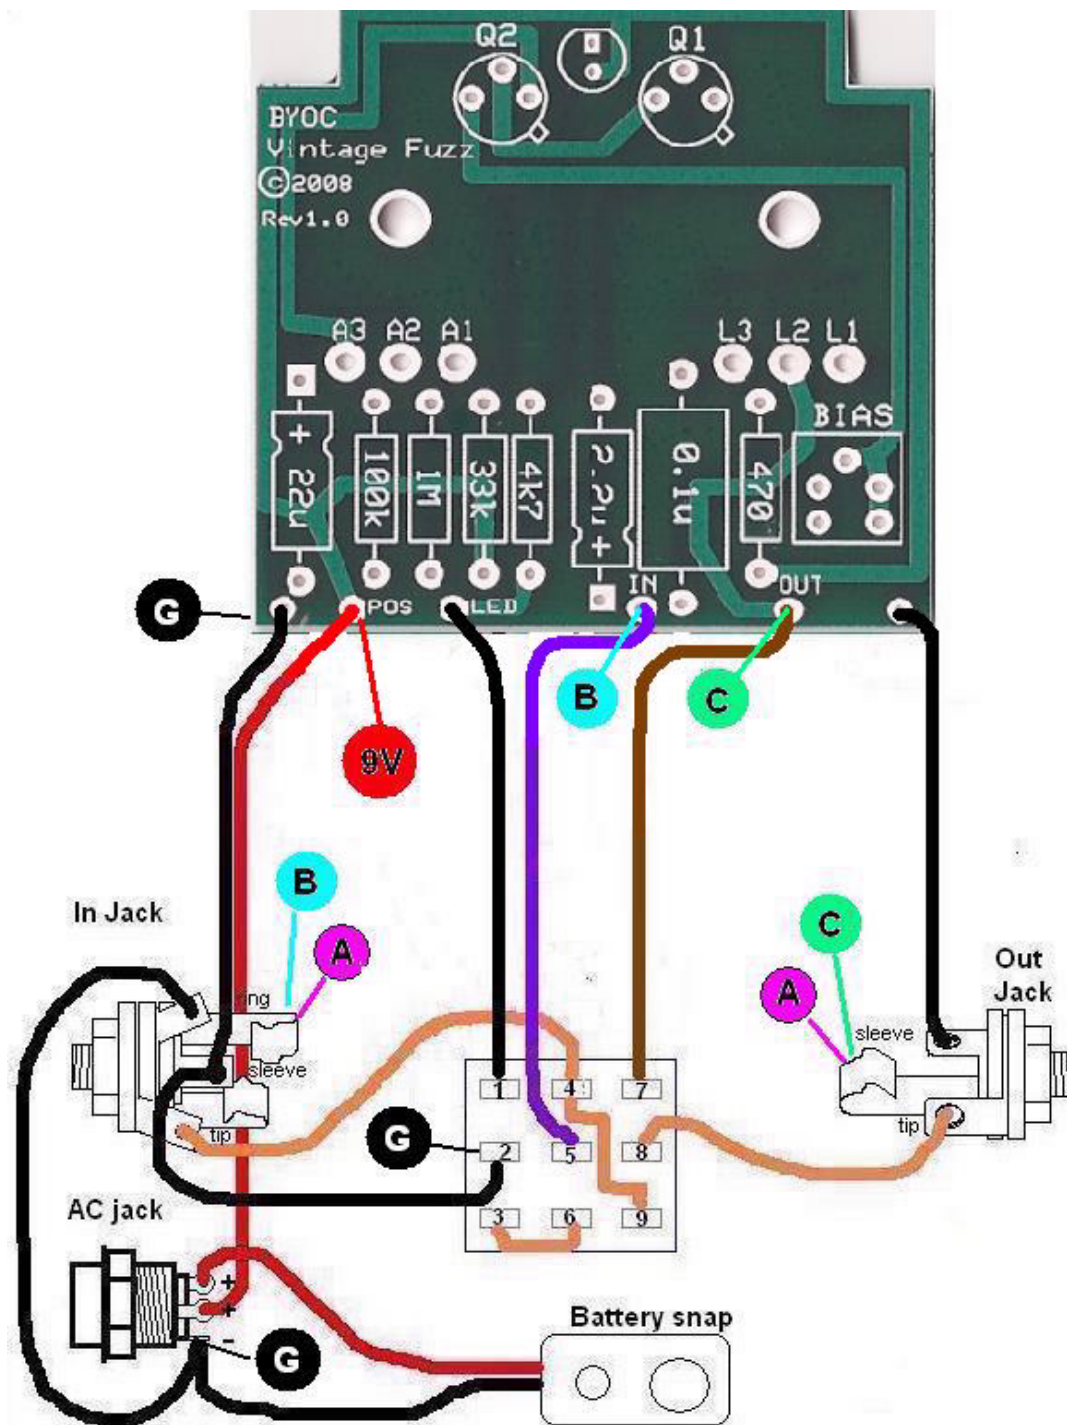 Q2
Q1
BYOC
Vintage Fuzz
©2008
Rev1.0
A3 A2 A1
L3 L2 L1
BIAS
+ 22u
100k
1M
33k
4k7
2.2u +
0.1u
470
G
POS
LED
IN
OUT
B
C
9V
B
A
In Jack
ring
sleeve
tip
C
A
Out
Jack
sleeve
tip
1 4 7
G
2 5 8
3 6 9
AC jack
+
+
-
G
Battery snap